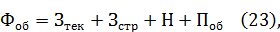 Ф_об = З_тек + З_стр + Н + П_об (23),